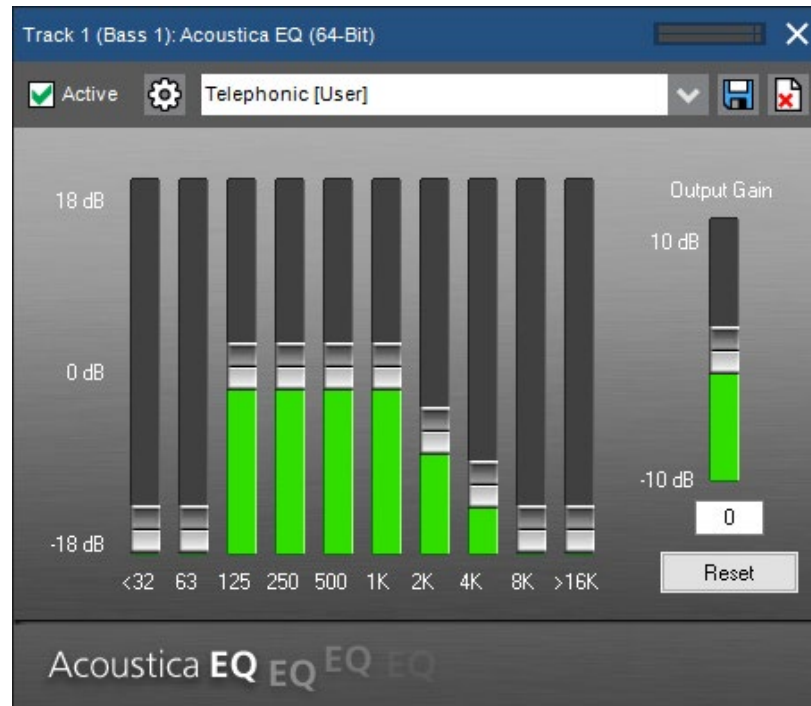 Track 1 (Bass 1): Acoustica EQ (64-Bit)
Active
Telephonic [User]
18 dB
0 dB
-18 dB
<32 63 125 250 500 1K 2K 4K 8K >16K
Output Gain
10 dB
-10 dB
0
Reset
Acoustica EQ EQ EQ EQ